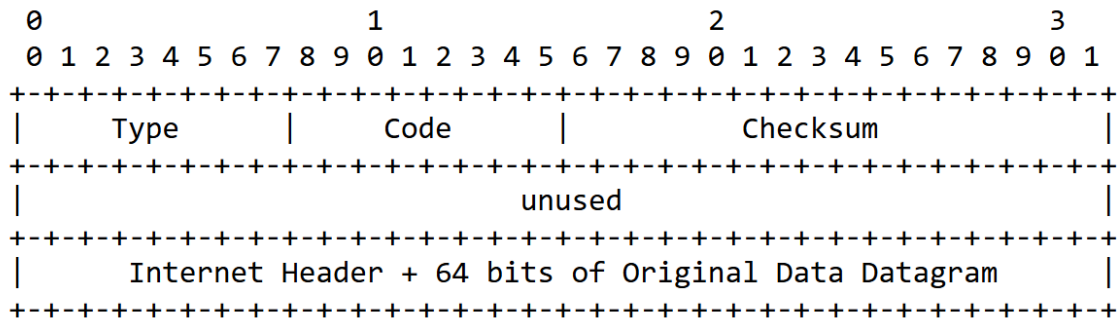 0                   1                   2                   3
0 1 2 3 4 5 6 7 8 9 0 1 2 3 4 5 6 7 8 9 0 1 2 3 4 5 6 7 8 9 0 1
+-+-+-+-+-+-+-+-+-+-+-+-+-+-+-+-+-+-+-+-+-+-+-+-+-+-+-+-+-+-+-+-+
|     Type      |     Code      |          Checksum             |
+-+-+-+-+-+-+-+-+-+-+-+-+-+-+-+-+-+-+-+-+-+-+-+-+-+-+-+-+-+-+-+-+
|                             unused                            |
+-+-+-+-+-+-+-+-+-+-+-+-+-+-+-+-+-+-+-+-+-+-+-+-+-+-+-+-+-+-+-+-+
|      Internet Header + 64 bits of Original Data Datagram      |
+-+-+-+-+-+-+-+-+-+-+-+-+-+-+-+-+-+-+-+-+-+-+-+-+-+-+-+-+-+-+-+-+